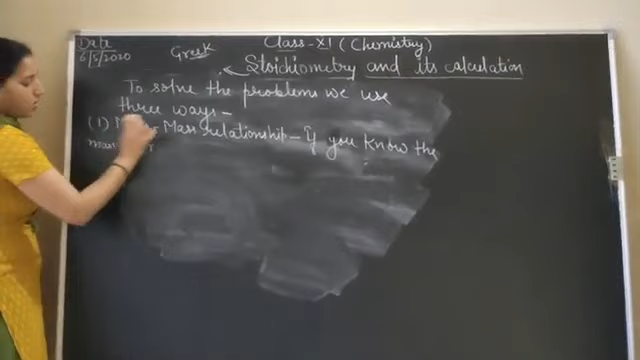 Date
6/5/2020
Greek
Class-XI (Chemistry)
Stoichiometry and its calculation
To solve the problems we use
three ways-
(1) Mass relationship - If you know the